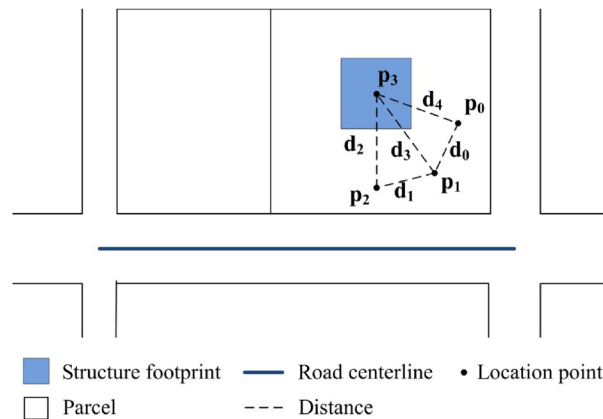 p3
d4
p0
d2
d3
d0
p1
p2
d1
Structure footprint
Road centerline
Location point
Parcel
Distance